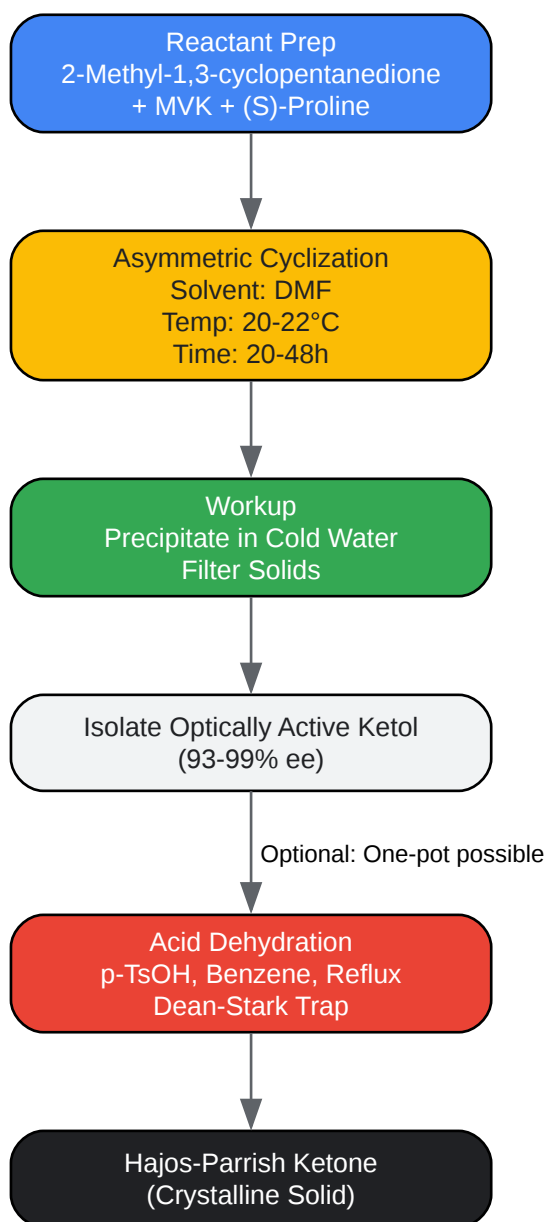 Reactant Prep
2-Methyl-1,3-cyclopentanedione
+ MVK + (S)-Proline
Asymmetric Cyclization
Solvent: DMF
Temp: 20-22°C
Time: 20-48h
Workup
Precipitate in Cold Water
Filter Solids
Isolate Optically Active Ketol
(93-99% ee)
Optional: One-pot possible
Acid Dehydration
p-TsOH, Benzene, Reflux
Dean-Stark Trap
Hajos-Parrish Ketone
(Crystalline Solid)